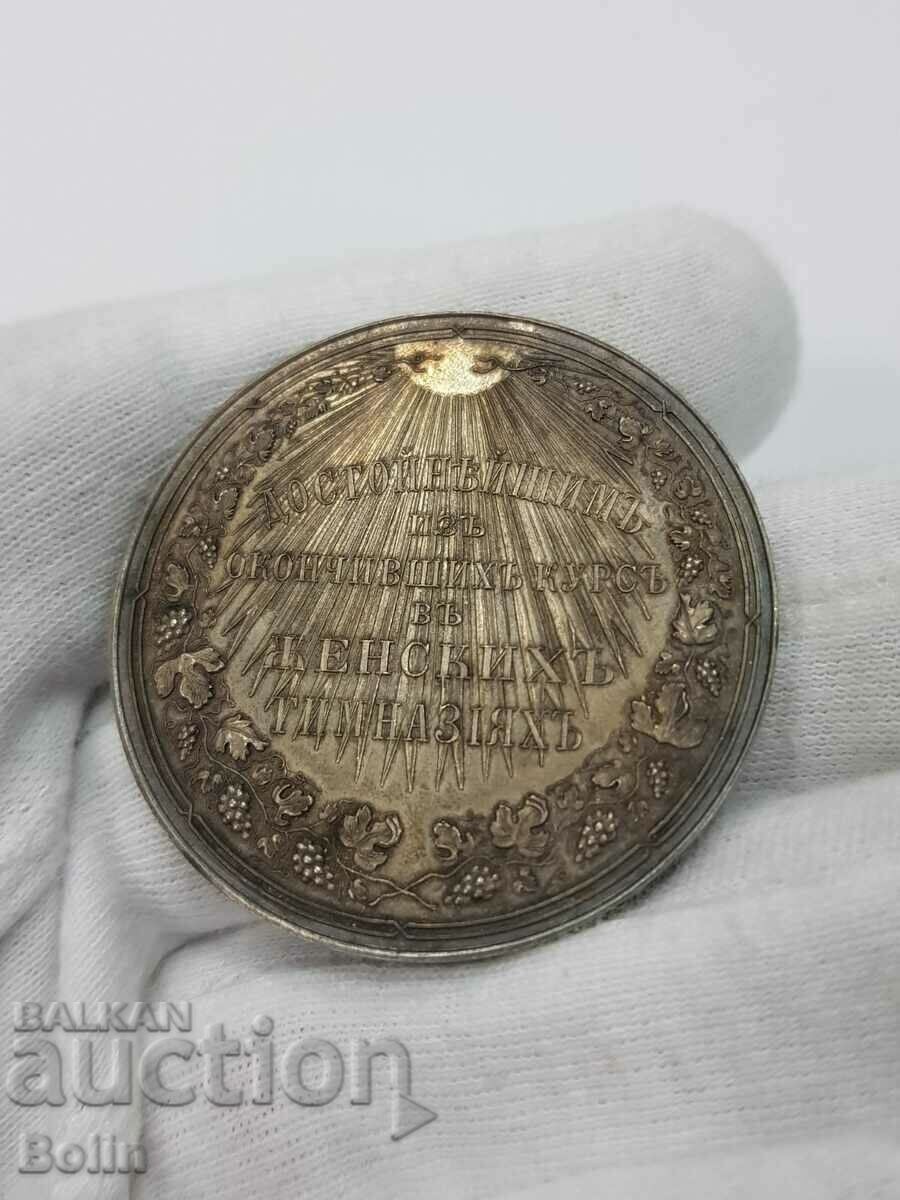 ДОСТОЙНѢЙШИМЪ
ИЗЪ
ОКОНЧИВШИХЪ КУРСЪ
ВЪ
ЖЕНСКИХЪ
ГИМНАЗІЯХЪ
BALKAN
auction
Bolin